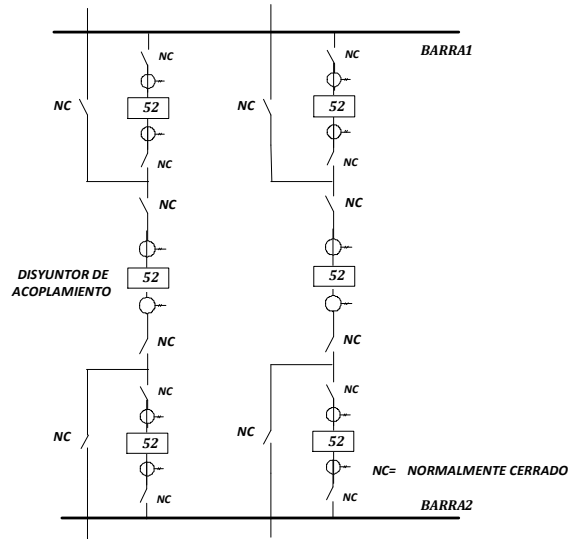 BARRA1
NC
NC
NC
52
NC
52
NC
NC
NC
NC
DISYUNTOR DE
ACOPLAMIENTO
52
52
NC
NC
NC
NC
NC
52
NC
52
NC= NORMALMENTE CERRADO
NC
NC
BARRA2